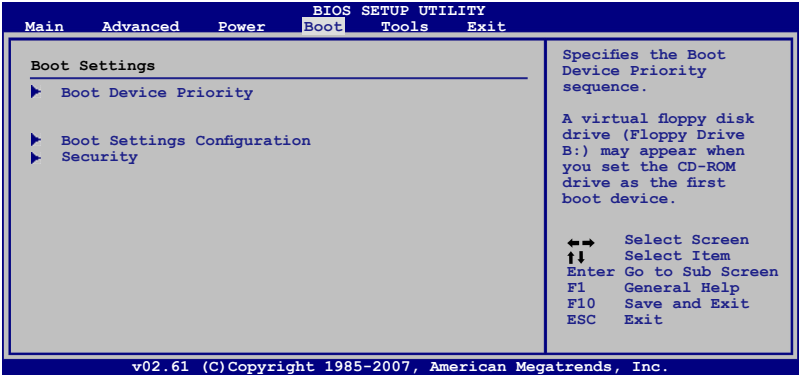 BIOS SETUP UTILITY
Main Advanced Power Boot Tools Exit
Boot Settings
Boot Device Priority
Boot Settings Configuration
Security
Specifies the Boot
Device Priority
sequence.
A virtual floppy disk
drive (Floppy Drive
B:) may appear when
you set the CD-ROM
drive as the first
boot device.
Select Screen
Select Item
Enter Go to Sub Screen
F1 General Help
F10 Save and Exit
ESC Exit
v02.61 (C)Copyright 1985-2007, American Megatrends, Inc.